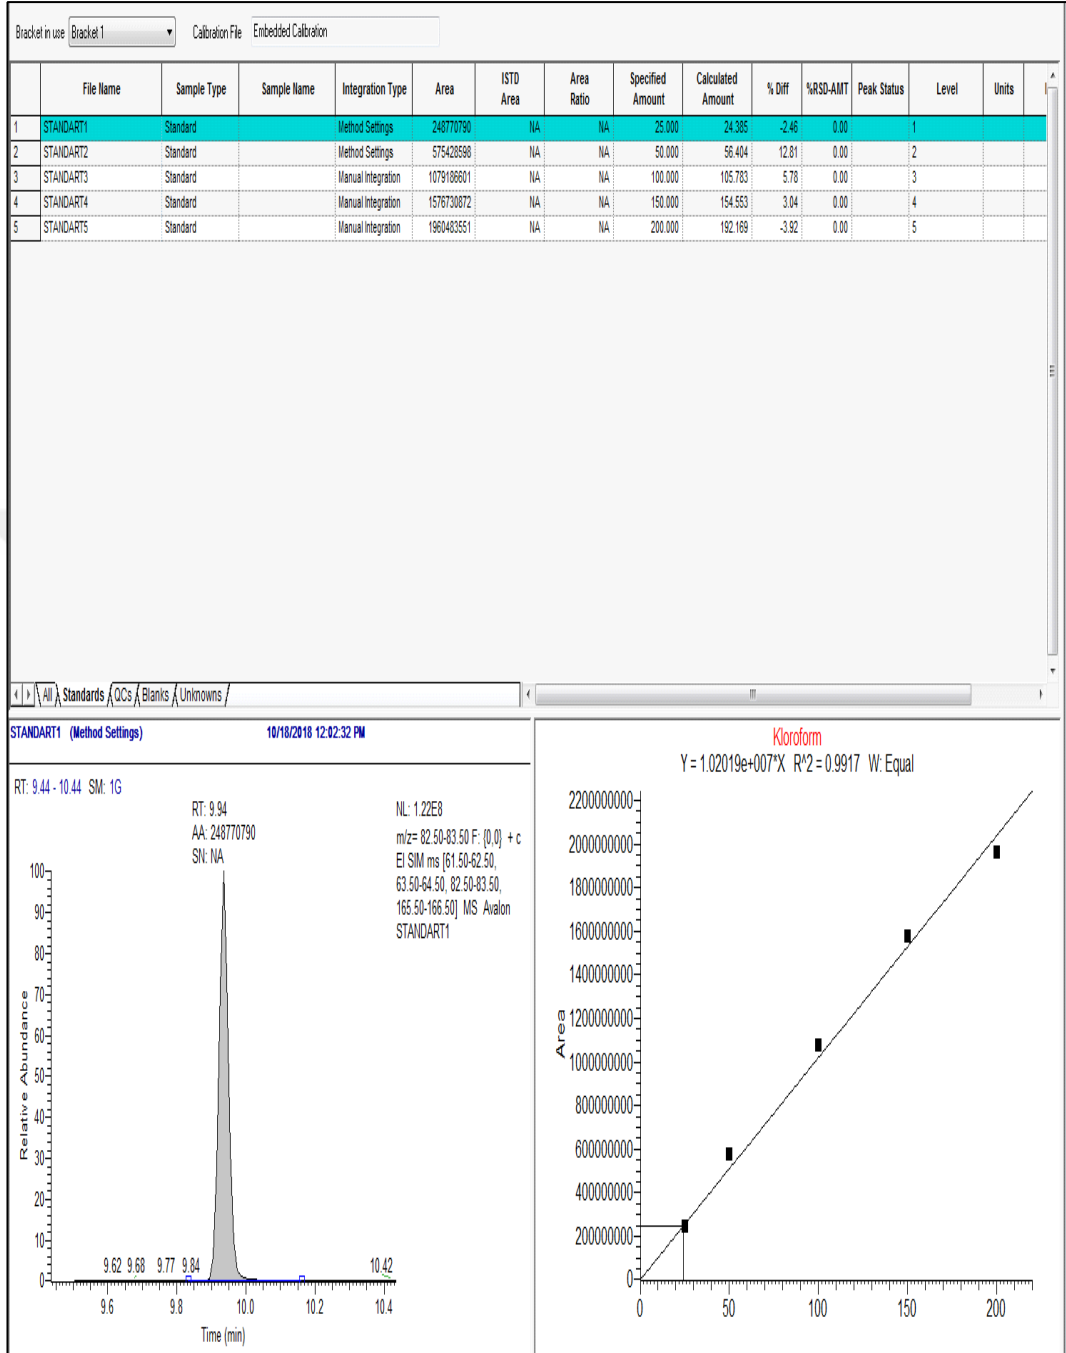 Bracket in use Bracket 1 Calibration File Embedded Calibration
File Name Sample Type Sample Name Integration Type Area ISTD Area Area Ratio Specified Amount Calculated Amount % Diff %RSD-AMT Peak Status Level Units
1 STANDART1 Standard Method Settings 248770790 NA NA 25.000 24.385 -2.46 0.00 1
2 STANDART2 Standard Method Settings 575428598 NA NA 50.000 56.404 12.81 0.00 2
3 STANDART3 Standard Manual Integration 1079186601 NA NA 100.000 105.783 5.78 0.00 3
4 STANDART4 Standard Manual Integration 1576730872 NA NA 150.000 154.553 3.04 0.00 4
5 STANDART5 Standard Manual Integration 1960483551 NA NA 200.000 192.169 -3.92 0.00 5
All Standards QCs Blanks Unknowns
STANDART1 (Method Settings) 10/18/2018 12:02:32 PM
RT: 9.44 - 10.44 SM: 1G
RT: 9.94
AA: 248770790
SN: NA
NL: 1.22E8
m/z= 82.50-83.50 F: {0,0} + c
EI SIM ms [61.50-62.50,
63.50-64.50, 82.50-83.50,
165.50-166.50] MS Avalon
STANDART1
100
90
80
70
60
50
40
30
20
10
0
Relative Abundance
9.62 9.68 9.77 9.84 10.42
9.6 9.8 10.0 10.2 10.4
Time (min)
Kloroform
Y = 1.02019e+007*X R^2 = 0.9917 W: Equal
2200000000
2000000000
1800000000
1600000000
1400000000
1200000000
1000000000
800000000
600000000
400000000
200000000
0
Area
0 50 100 150 200